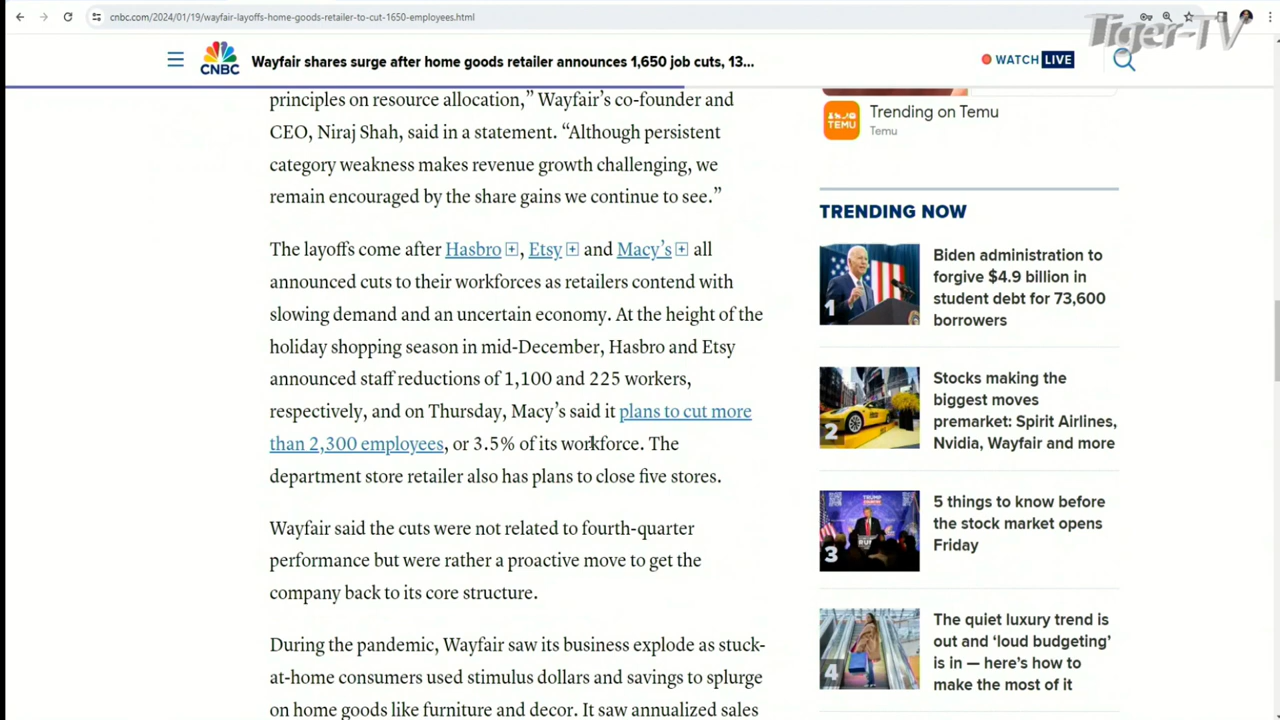 cnbc.com/2024/01/19/wayfair-layoffs-home-goods-retailer-to-cut-1650-employees.html
Tiger-TV
CNBC
Wayfair shares surge after home goods retailer announces 1,650 job cuts, 13...
WATCH LIVE
principles on resource allocation,” Wayfair’s co-founder and
CEO, Niraj Shah, said in a statement. “Although persistent
category weakness makes revenue growth challenging, we
remain encouraged by the share gains we continue to see.”
The layoffs come after Hasbro, Etsy and Macy’s all
announced cuts to their workforces as retailers contend with
slowing demand and an uncertain economy. At the height of the
holiday shopping season in mid-December, Hasbro and Etsy
announced staff reductions of 1,100 and 225 workers,
respectively, and on Thursday, Macy’s said it plans to cut more
than 2,300 employees, or 3.5% of its workforce. The
department store retailer also has plans to close five stores.
Wayfair said the cuts were not related to fourth-quarter
performance but were rather a proactive move to get the
company back to its core structure.
During the pandemic, Wayfair saw its business explode as stuck-
at-home consumers used stimulus dollars and savings to splurge
on home goods like furniture and decor. It saw annualized sales
TEMU
Trending on Temu
Temu
TRENDING NOW
1
Biden administration to
forgive $4.9 billion in
student debt for 73,600
borrowers
2
Stocks making the
biggest moves
premarket: Spirit Airlines,
Nvidia, Wayfair and more
3
5 things to know before
the stock market opens
Friday
4
The quiet luxury trend is
out and ‘loud budgeting’
is in — here’s how to
make the most of it